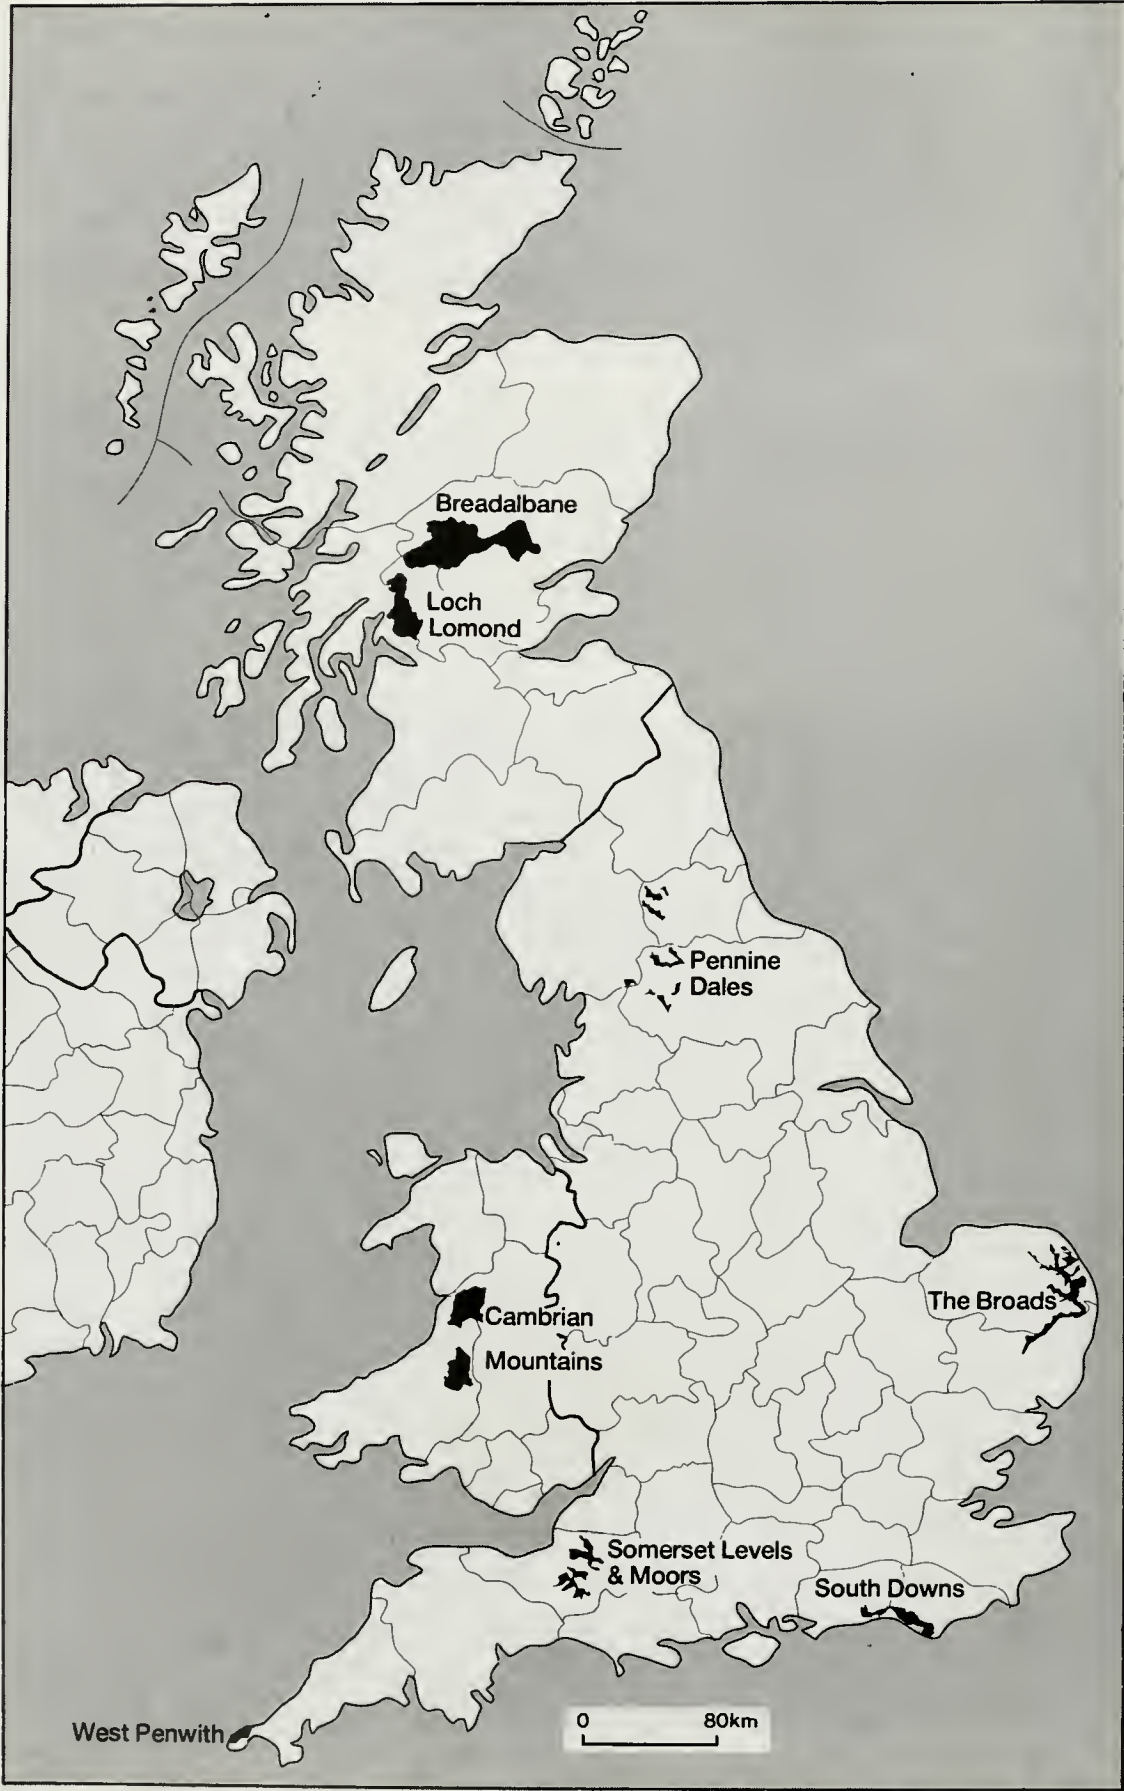 Breadalbane
Loch
Lomond
Pennine
Dales
The Broads
Cambrian
Mountains
Somerset Levels
& Moors
South Downs
West Penwith
0 80km